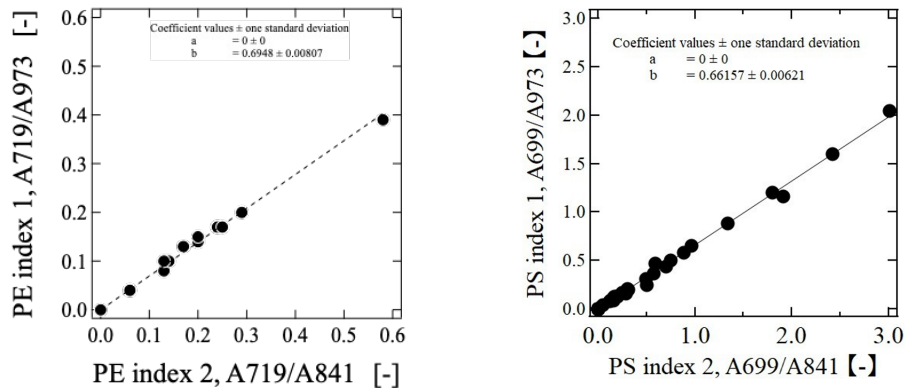 Coefficient values ± one standard deviation
a = 0 ± 0
b = 0.6948 ± 0.00807
PE index 1, A719/A973 [-]
0.6
0.5
0.4
0.3
0.2
0.1
0.0
0.0 0.1 0.2 0.3 0.4 0.5 0.6
PE index 2, A719/A841 [-]
Coefficient values ± one standard deviation
a = 0 ± 0
b = 0.66157 ± 0.00621
PS index 1, A699/A973【-】
3.0
2.5
2.0
1.5
1.0
0.5
0.0
0.0 1.0 2.0 3.0
PS index 2, A699/A841【-】